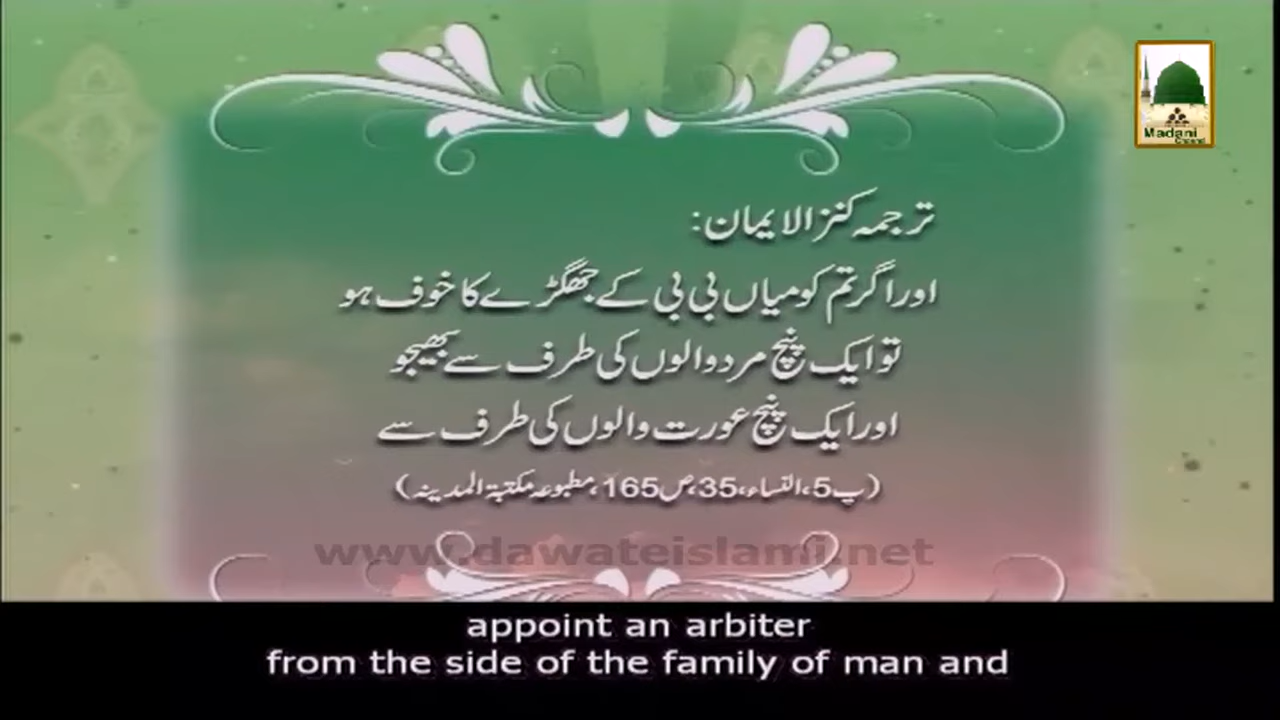 Madani
Channel
ترجمہ کنز الایمان:
اور اگر تم کو میاں بی بی کے جھگڑے کا خوف ہو
تو ایک پنچ مرد والوں کی طرف سے بھیجو
اور ایک پنچ عورت والوں کی طرف سے
(پ5، النساء، 35، ص165، مطبوعہ مکتبۃ المدینہ)
www.dawateislami.net
appoint an arbiter
from the side of the family of man and